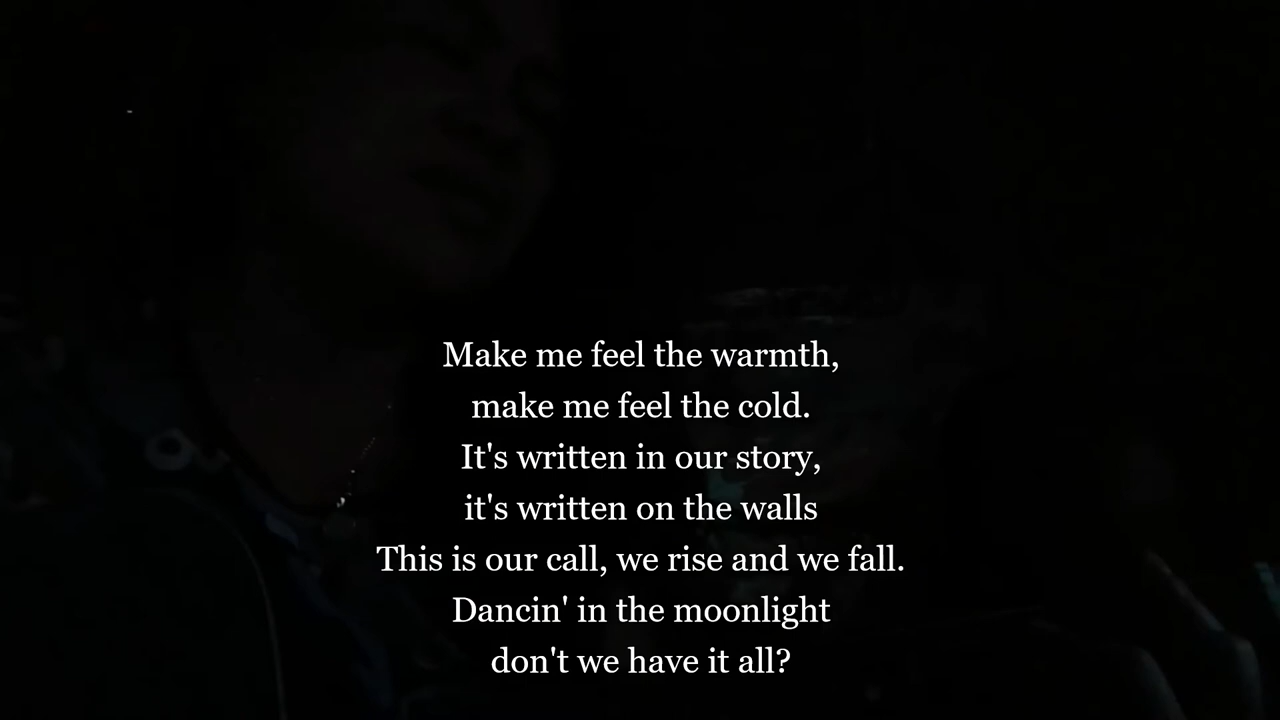 Make me feel the warmth,
make me feel the cold.
It's written in our story,
it's written on the walls
This is our call, we rise and we fall.
Dancin' in the moonlight
don't we have it all?